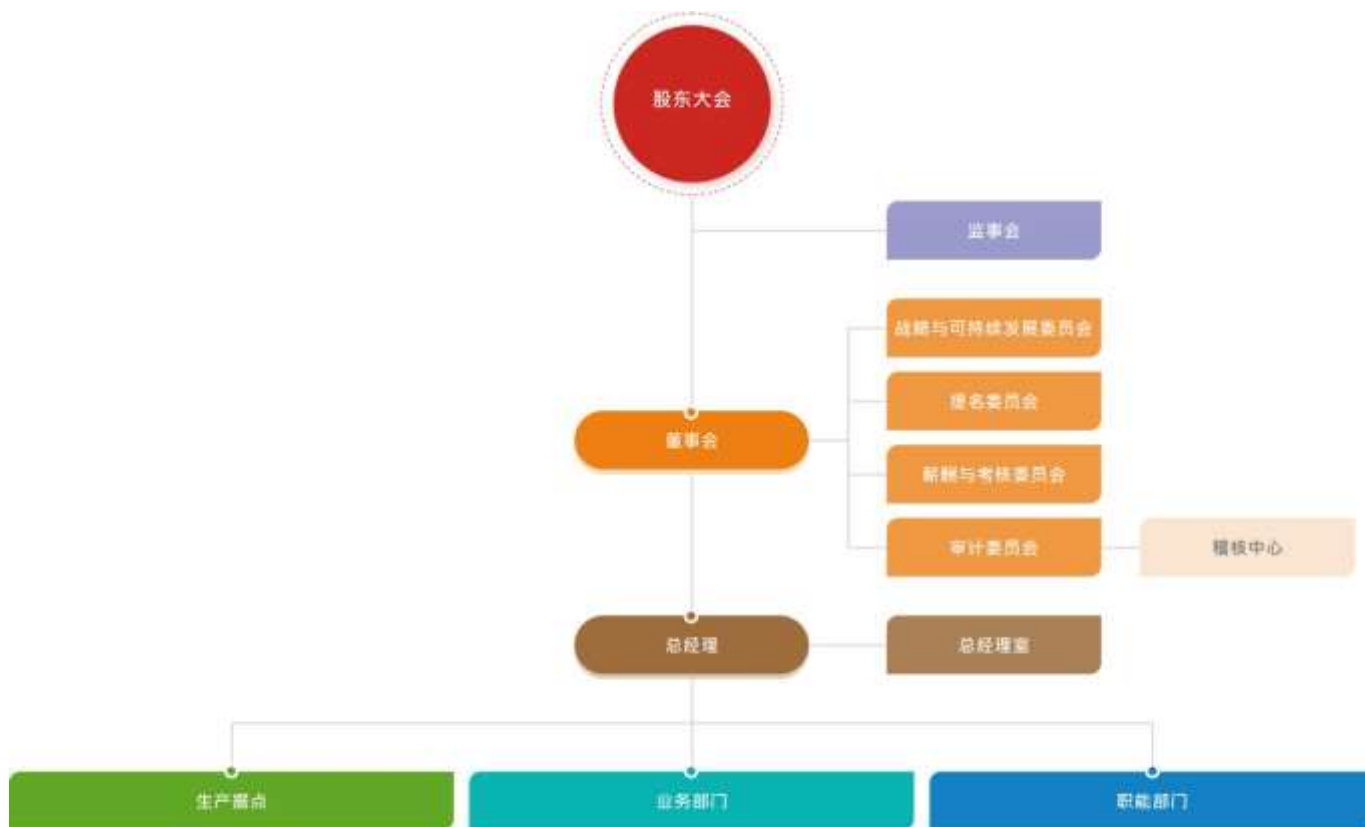 股东大会
监事会
战略与可持续发展委员会
提名委员会
董事会
薪酬与考核委员会
审计委员会
稽核中心
总经理
总经理室
生产据点
业务部门
职能部门